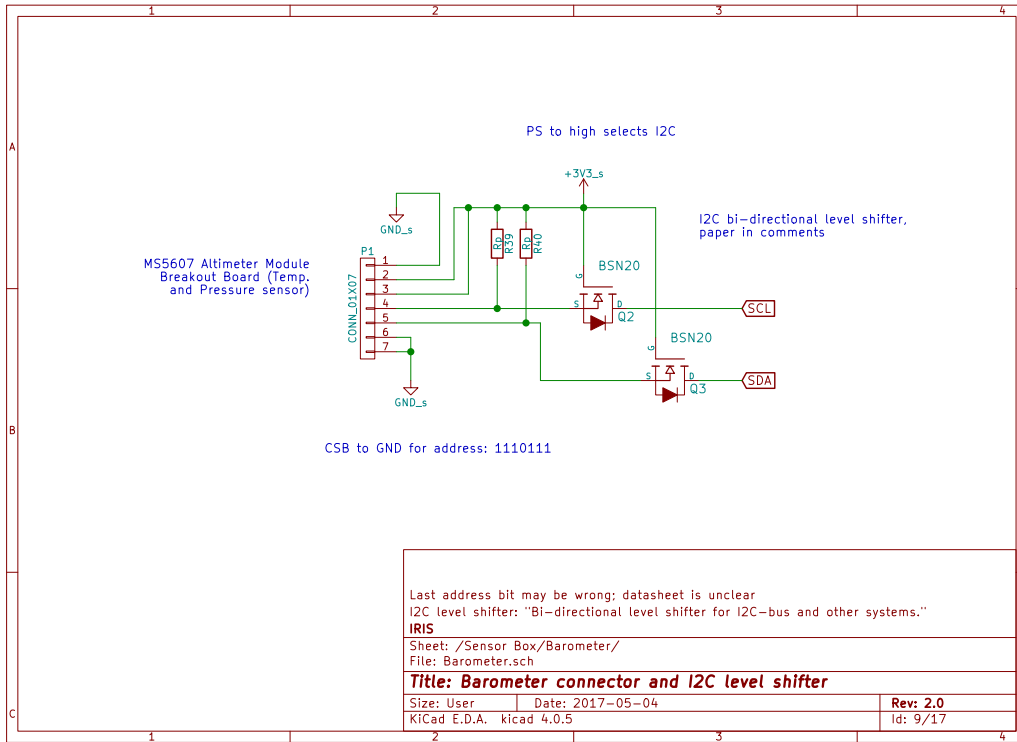 1 2 3 4
A
B
C
PS to high selects I2C
+3V3_s
I2C bi-directional level shifter,
paper in comments
GND_s
P1
MS5607 Altimeter Module
Breakout Board (Temp.
and Pressure sensor)
CONN_01X07
1
2
3
4
5
6
7
Rp
R39
Rp
R40
BSN20
G
S
D
Q2
SCL
BSN20
G
S
D
Q3
SDA
GND_s
CSB to GND for address: 1110111
Last address bit may be wrong; datasheet is unclear
I2C level shifter: "Bi-directional level shifter for I2C-bus and other systems."
IRIS
Sheet: /Sensor Box/Barometer/
File: Barometer.sch
Title: Barometer connector and I2C level shifter
Size: User Date: 2017-05-04 Rev: 2.0
KiCad E.D.A. kicad 4.0.5 Id: 9/17
1 2 3 4